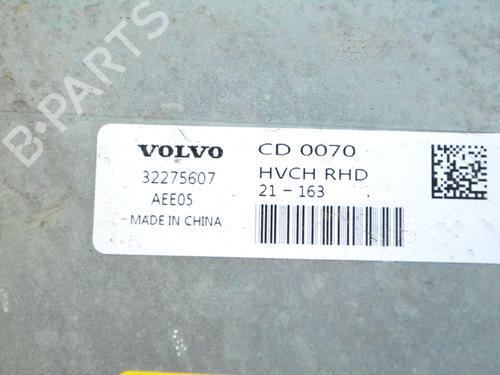 B-PARTS
VOLVO
32275607
AEE05
MADE IN CHINA
CD 0070
HVCH RHD
21 - 163